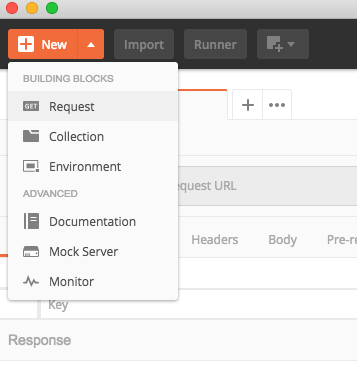 New
Import
Runner
BUILDING BLOCKS
GET Request
Collection
Environment
equest URL
ADVANCED
Documentation
Headers
Body
Pre-re
Mock Server
Monitor
Key
Response